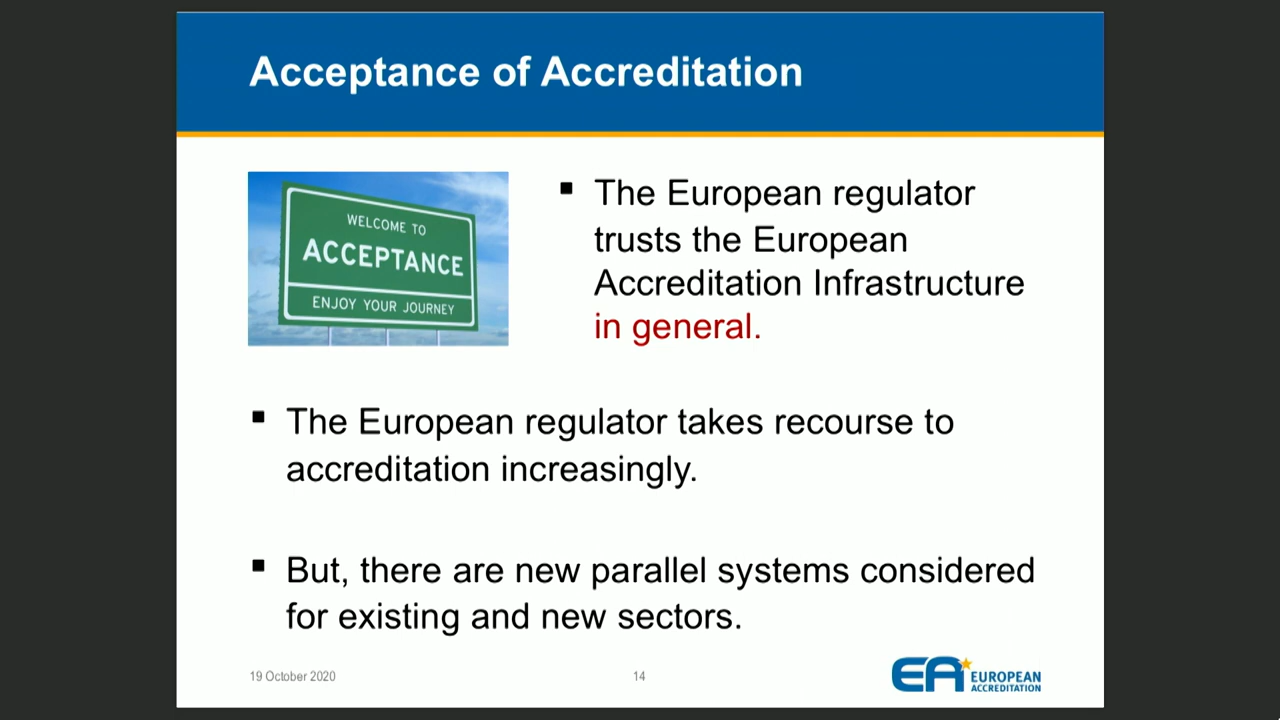 Acceptance of Accreditation
WELCOME TO
ACCEPTANCE
ENJOY YOUR JOURNEY
▪ The European regulator
trusts the European
Accreditation Infrastructure
in general.
▪ The European regulator takes recourse to
accreditation increasingly.
▪ But, there are new parallel systems considered
for existing and new sectors.
19 October 2020
14
EA EUROPEAN
ACCREDITATION